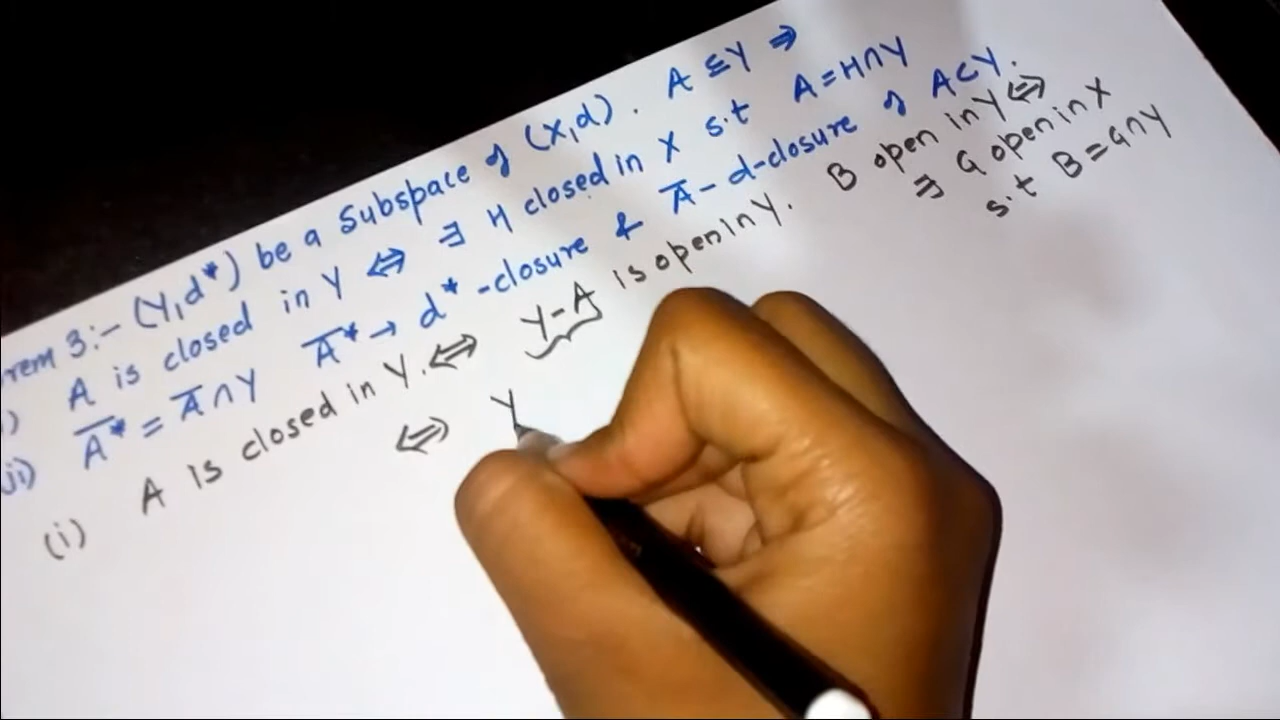 rem 3:- (Y,d*) be a Subspace of (X,d). A ⊆ Y ⇒
i) A is closed in Y ⇔ ∃ H closed in X s.t A = H∩Y
ii) A̅* = A̅∩Y A̅* → d*-closure & A̅ - d-closure of A⊂Y.
(i) A is closed in Y. ⇔ Y-A is open in Y. B open in Y ⇔
∃ G open in X
s.t B = G∩Y
⇔ Y